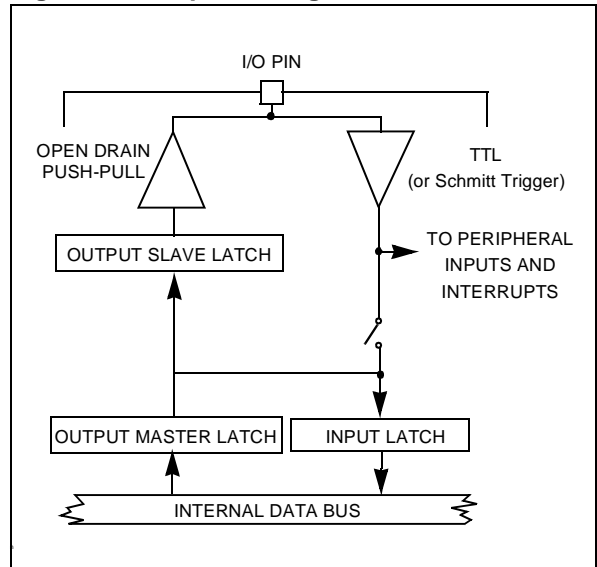 I/O PIN
OPEN DRAIN
PUSH-PULL
TTL
(or Schmitt Trigger)
OUTPUT SLAVE LATCH
TO PERIPHERAL
INPUTS AND
INTERRUPTS
OUTPUT MASTER LATCH
INPUT LATCH
INTERNAL DATA BUS